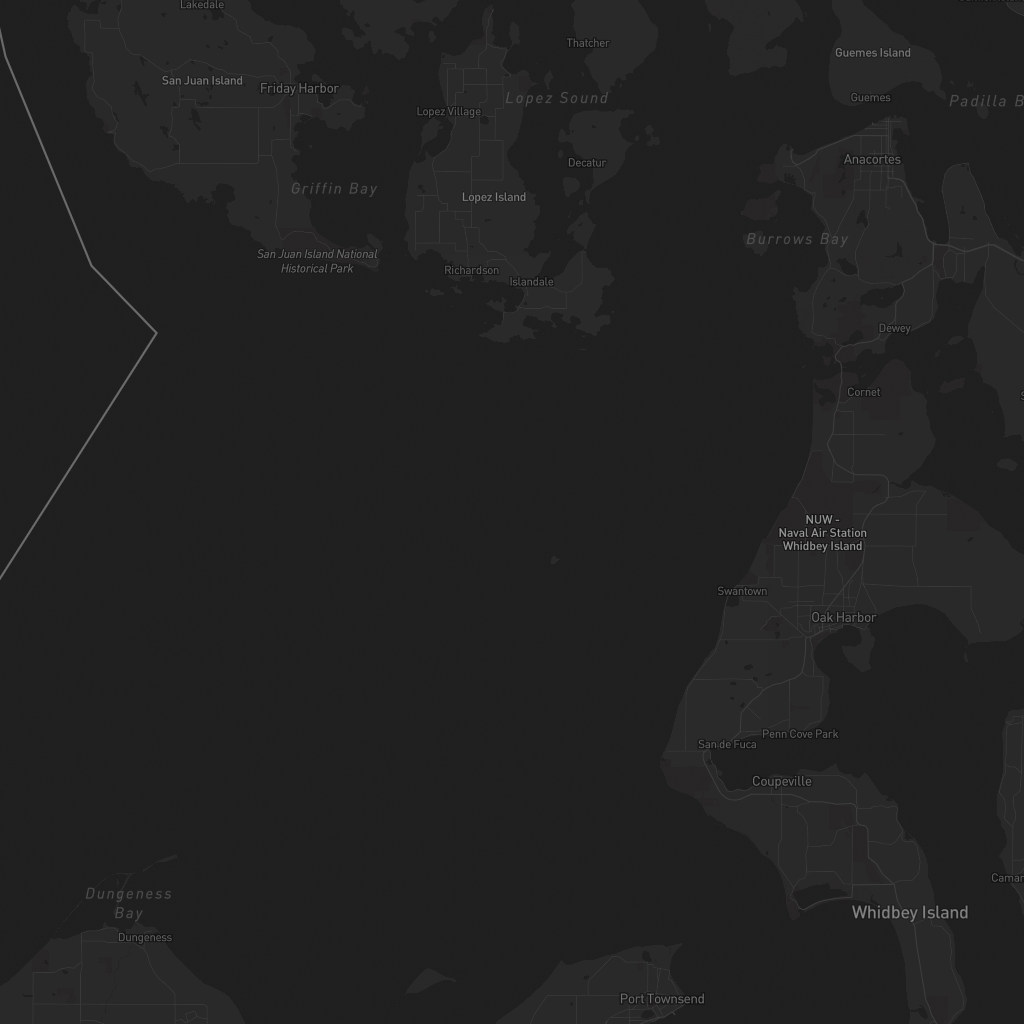 Lakedale
Thatcher
Guemes Island
San Juan Island
Friday Harbor
Lopez Sound
Guemes
Padilla B
Lopez Village
Anacortes
Decatur
Griffin Bay
Lopez Island
Burrows Bay
San Juan Island National
Historical Park
Richardson
Islandale
Dewey
Cornet
NUW -
Naval Air Station
Whidbey Island
Swantown
Oak Harbor
Penn Cove Park
San de Fuca
Coupeville
Caman
Dungeness
Bay
Whidbey Island
Dungeness
Port Townsend